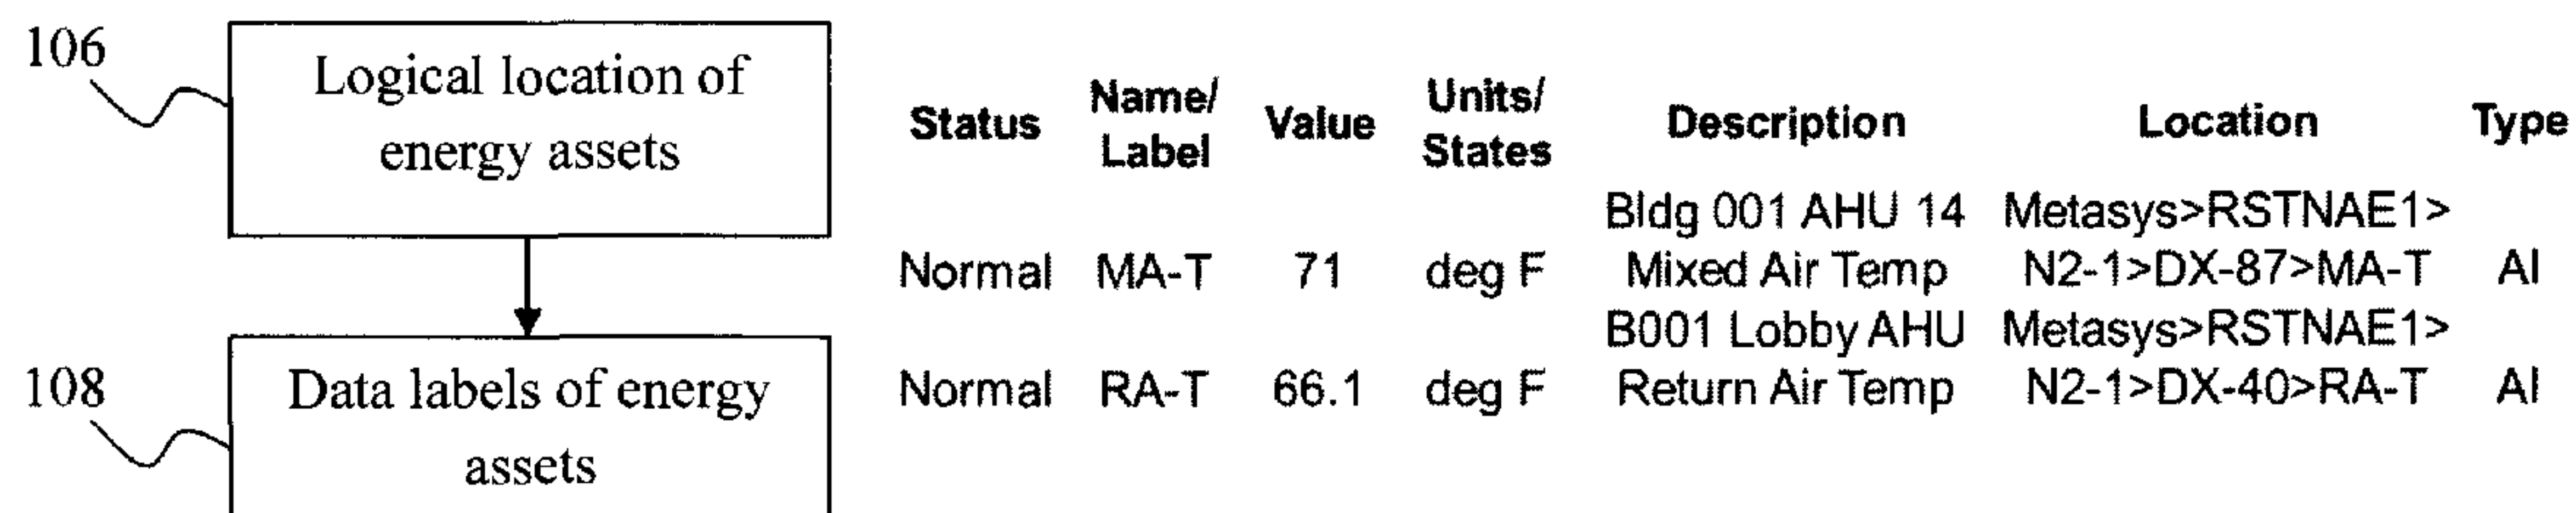 106
Logical location of
energy assets
108
Data labels of energy
assets
Status Name/ Label Value Units/ States Description Location Type
Bldg 001 AHU 14 Metasys>RSTNAE1>
Normal MA-T 71 deg F Mixed Air Temp N2-1>DX-87>MA-T AI
B001 Lobby AHU Metasys>RSTNAE1>
Normal RA-T 66.1 deg F Return Air Temp N2-1>DX-40>RA-T AI